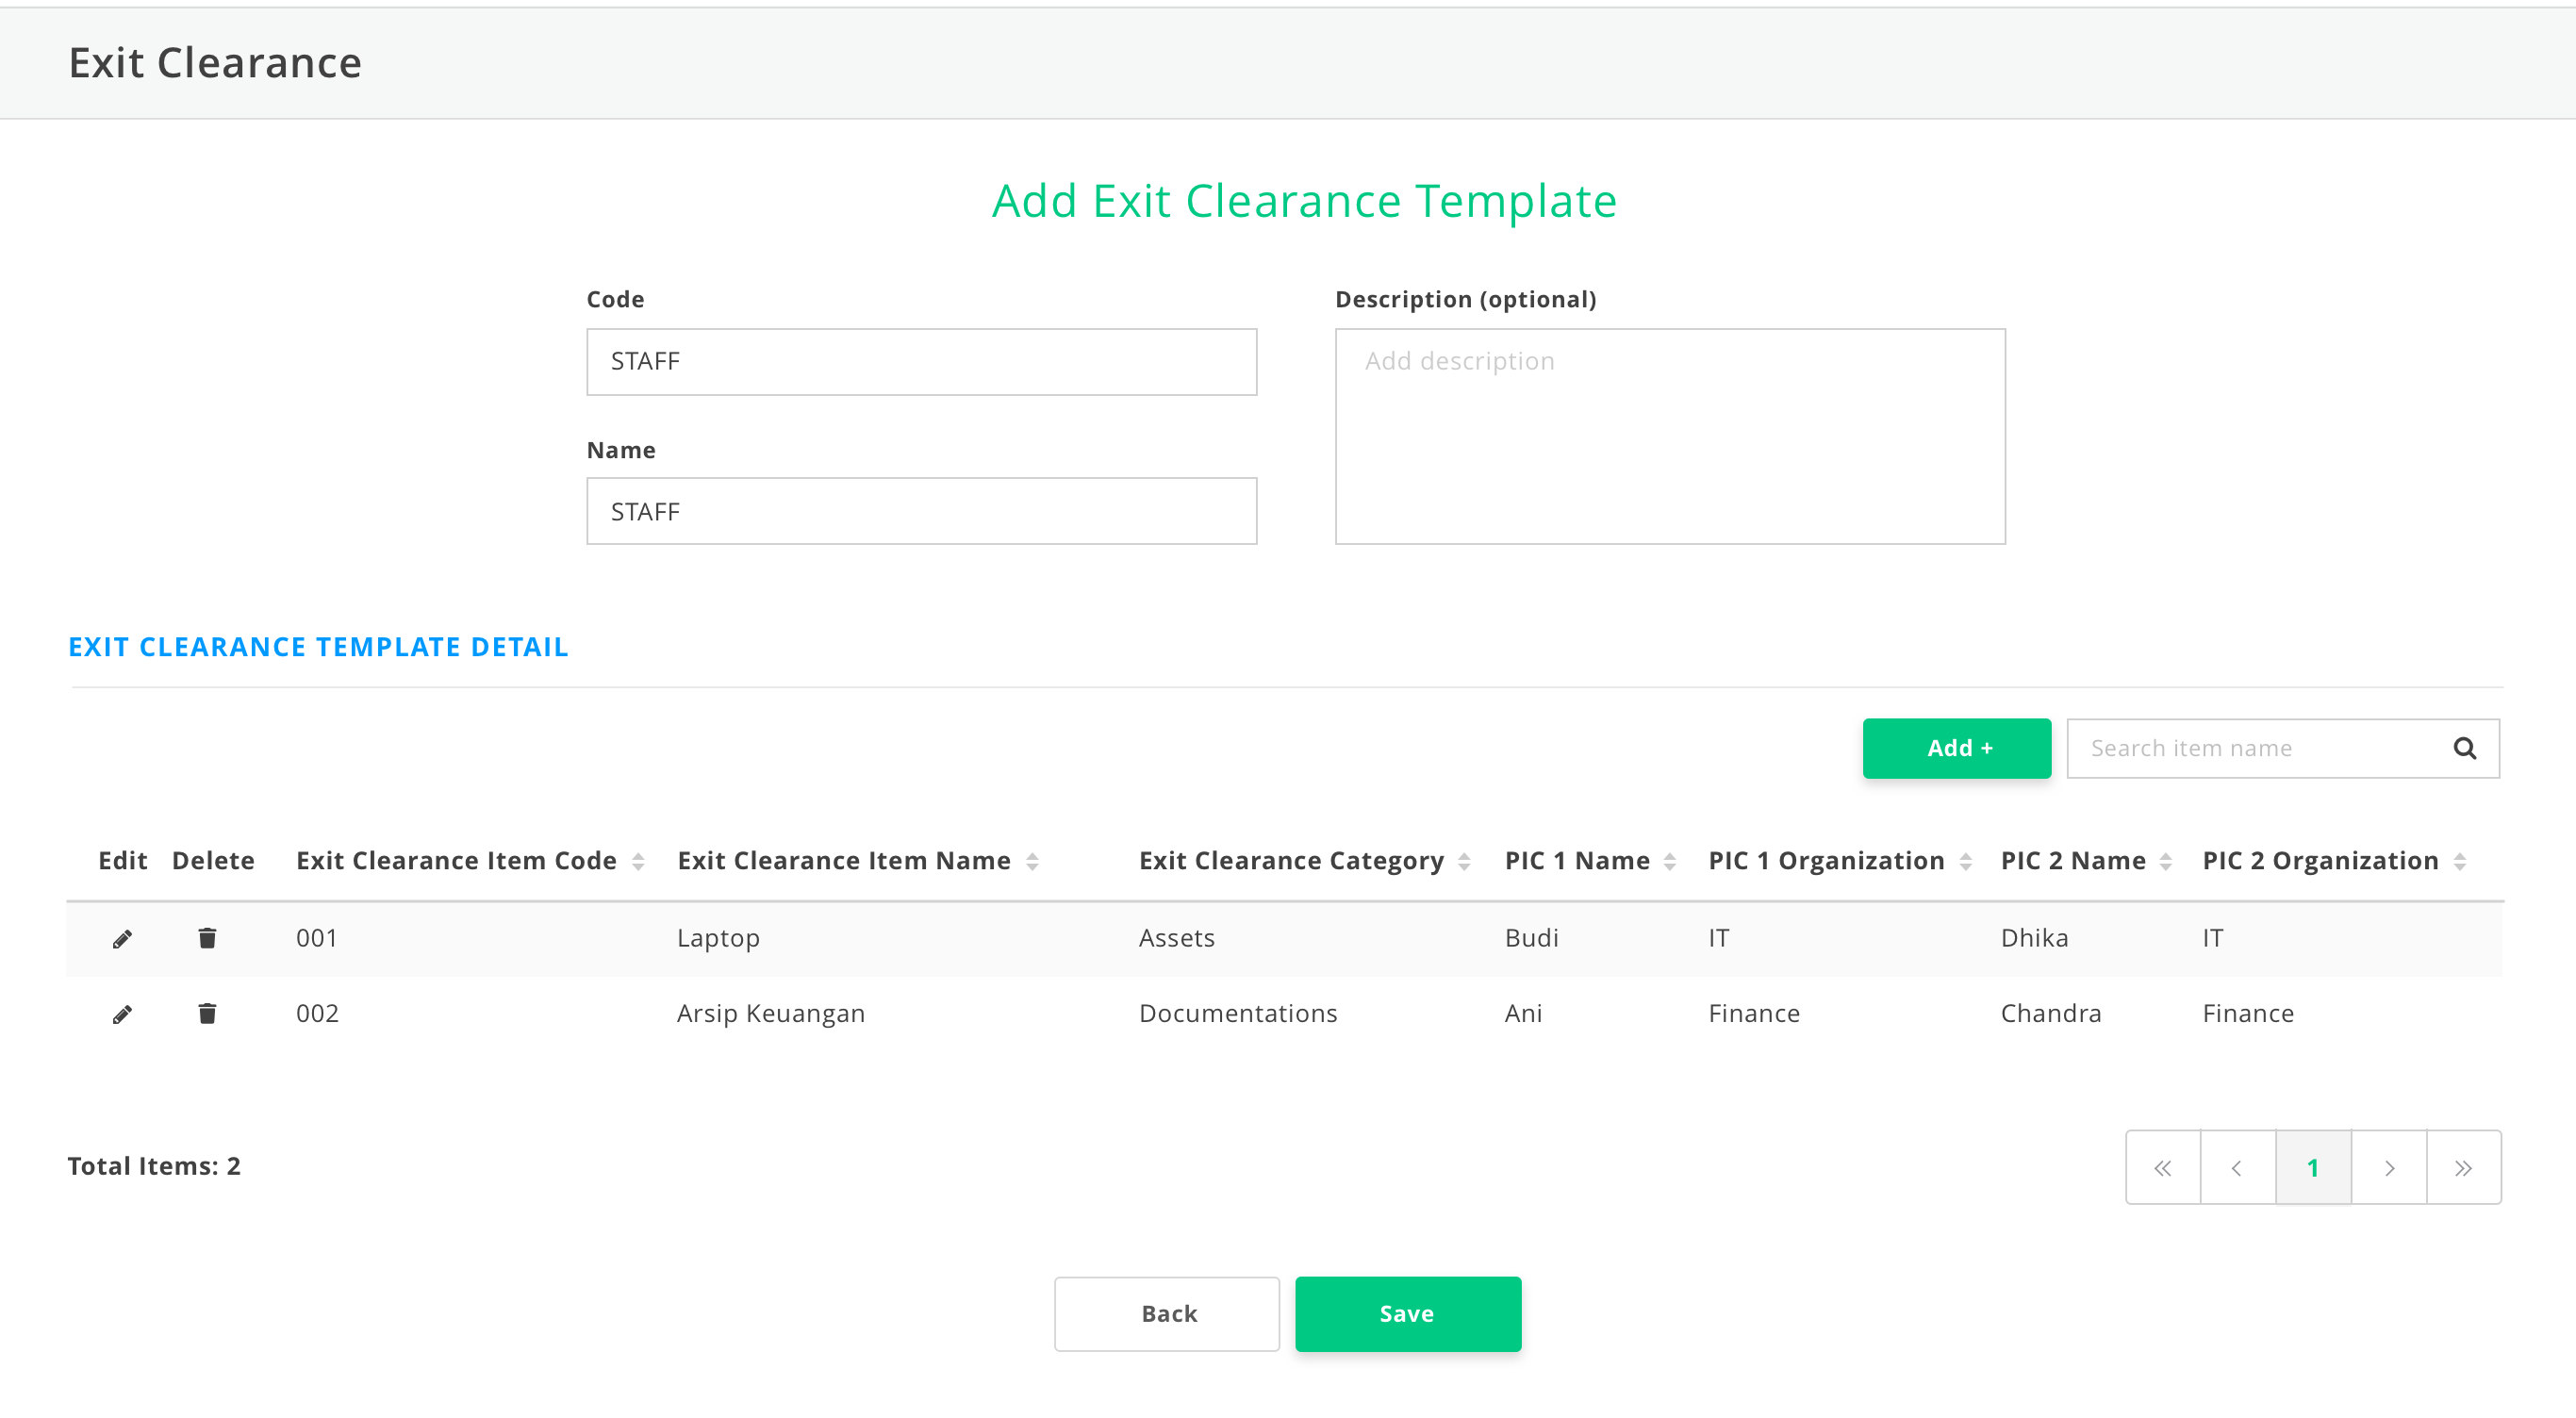 Exit Clearance
Add Exit Clearance Template
Code
Description (optional)
STAFF
Add description
Name
STAFF
EXIT CLEARANCE TEMPLATE DETAIL
Add +
Search item name
Edit Delete Exit Clearance Item Code Exit Clearance Item Name Exit Clearance Category PIC 1 Name PIC 1 Organization PIC 2 Name PIC 2 Organization
001 Laptop Assets Budi IT Dhika IT
002 Arsip Keuangan Documentations Ani Finance Chandra Finance
Total Items: 2
« ‹ 1 › »
Back Save